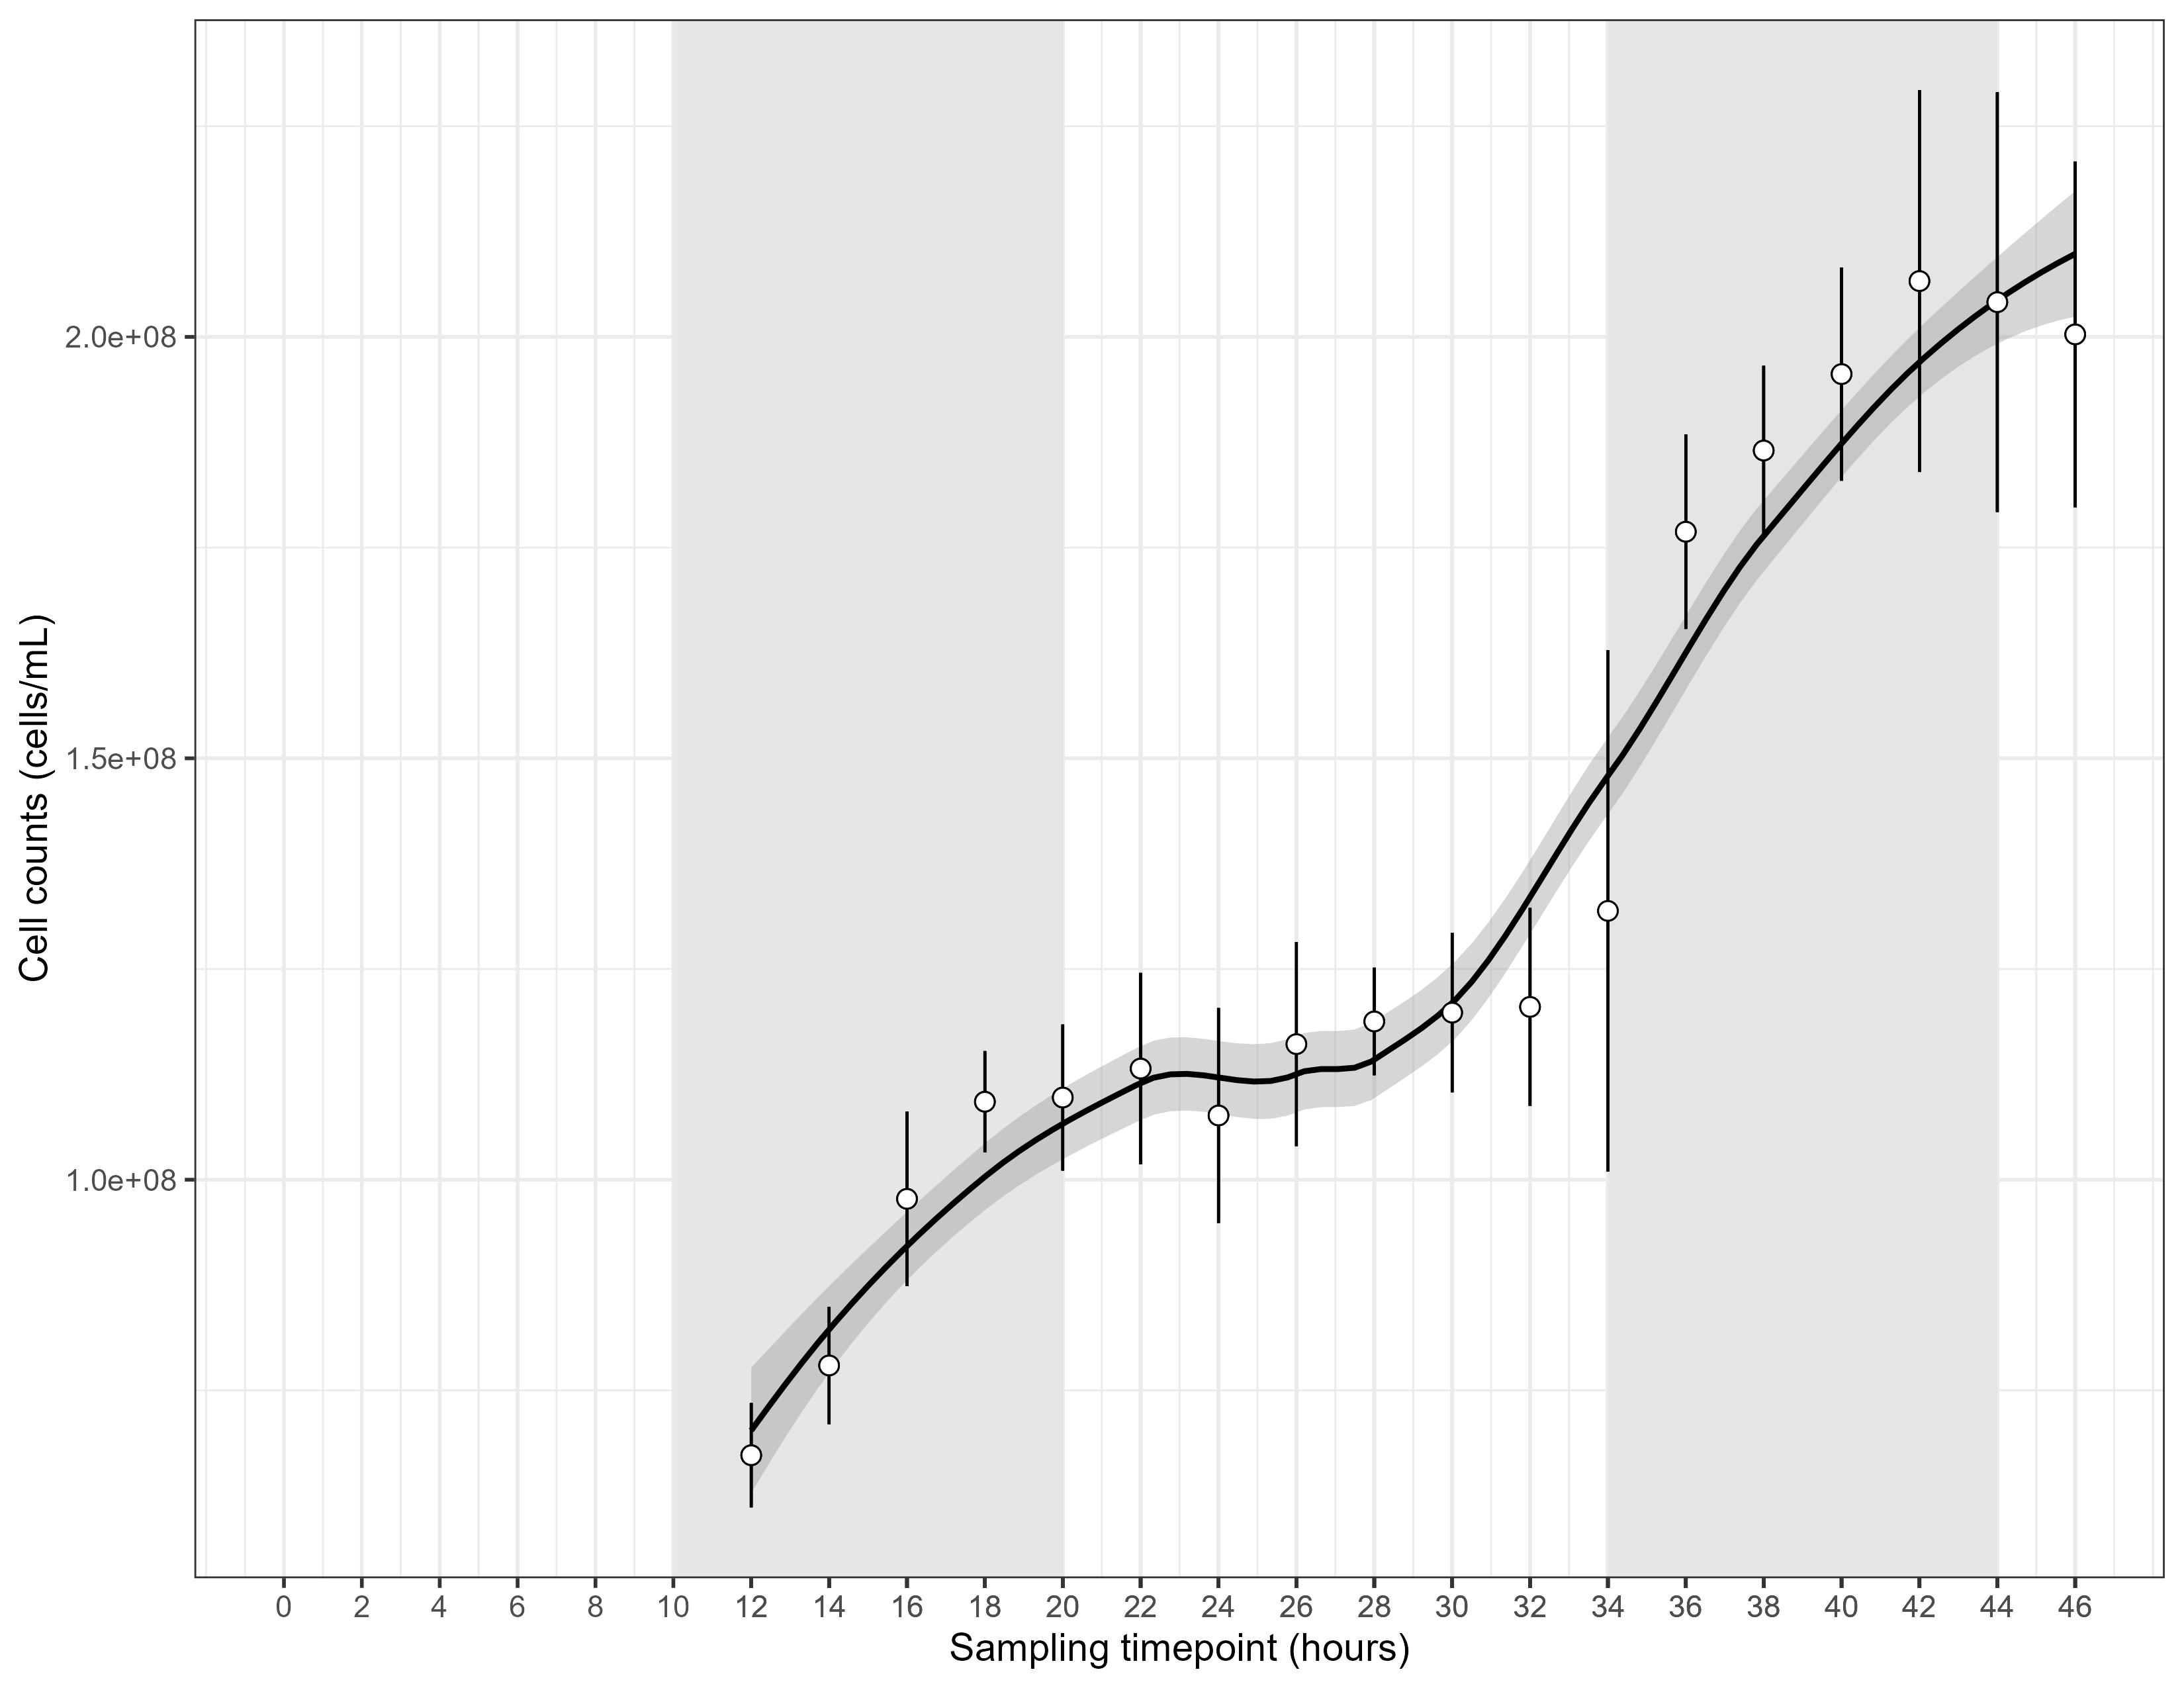 Cell counts (cells/mL)
2.0e+08
1.5e+08
1.0e+08
0 2 4 6 8 10 12 14 16 18 20 22 24 26 28 30 32 34 36 38 40 42 44 46
Sampling timepoint (hours)